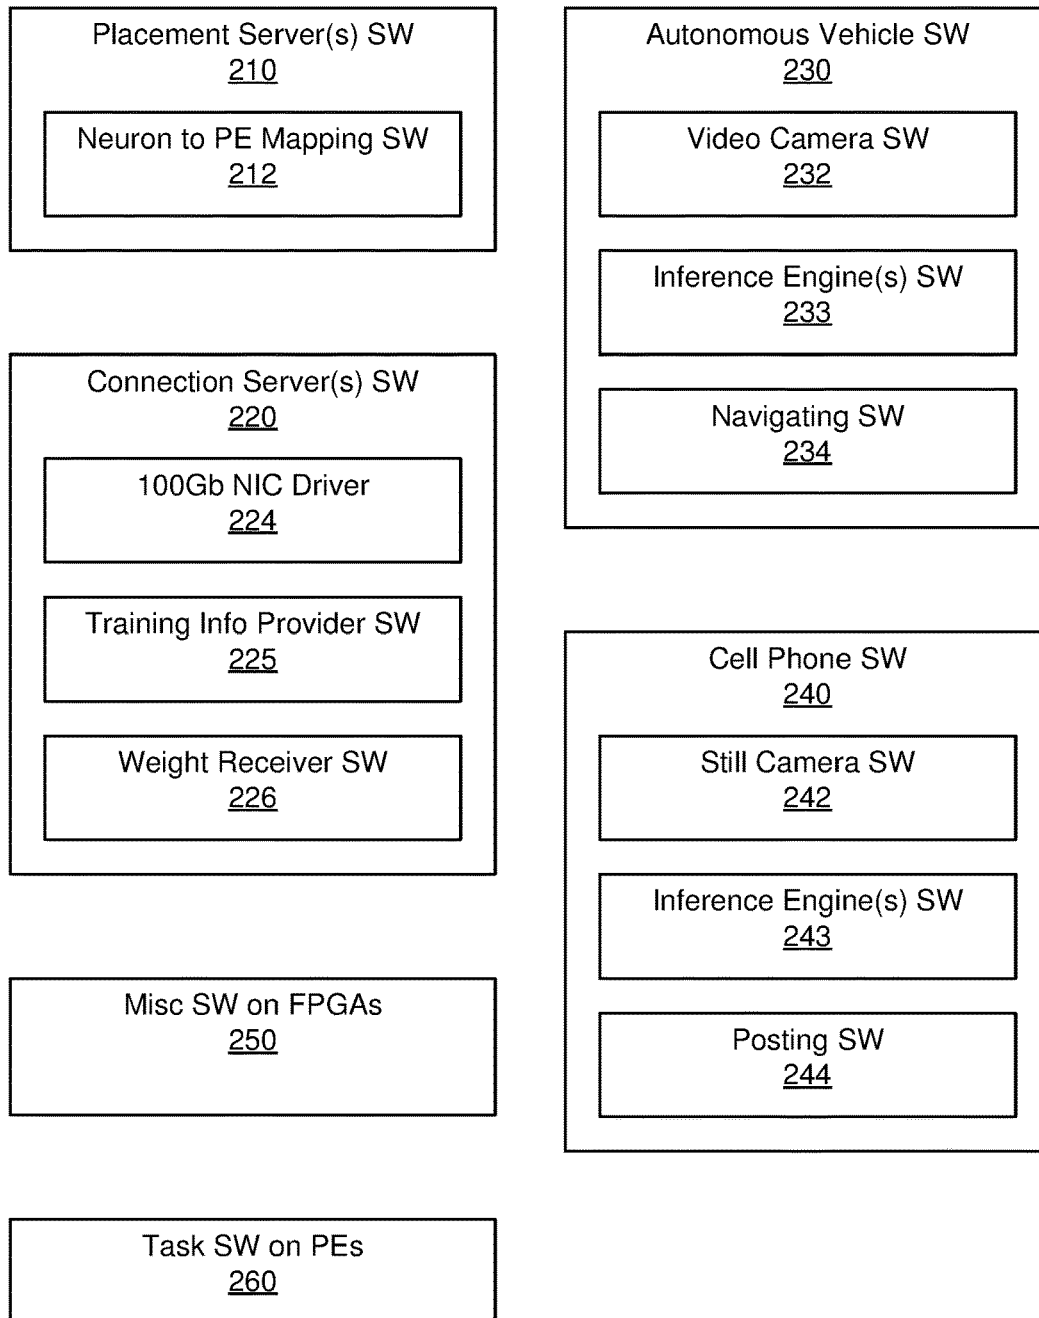 Placement Server(s) SW
210
Neuron to PE Mapping SW
212
Connection Server(s) SW
220
100Gb NIC Driver
224
Training Info Provider SW
225
Weight Receiver SW
226
Misc SW on FPGAs
250
Task SW on PEs
260
Autonomous Vehicle SW
230
Video Camera SW
232
Inference Engine(s) SW
233
Navigating SW
234
Cell Phone SW
240
Still Camera SW
242
Inference Engine(s) SW
243
Posting SW
244